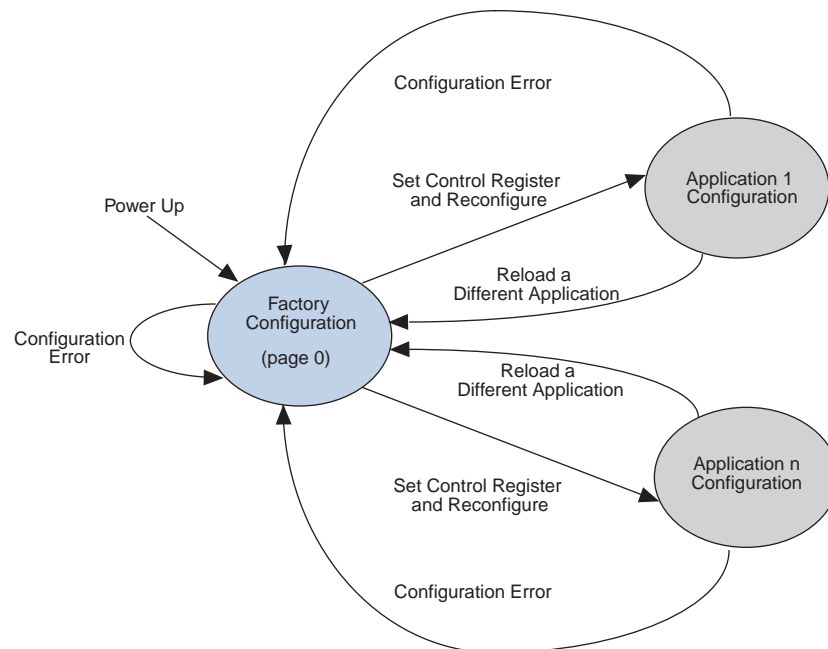 Configuration Error
Application 1
Configuration
Set Control Register
and Reconfigure
Power Up
Reload a
Different Application
Factory
Configuration
(page 0)
Configuration
Error
Reload a
Different Application
Application n
Configuration
Set Control Register
and Reconfigure
Configuration Error